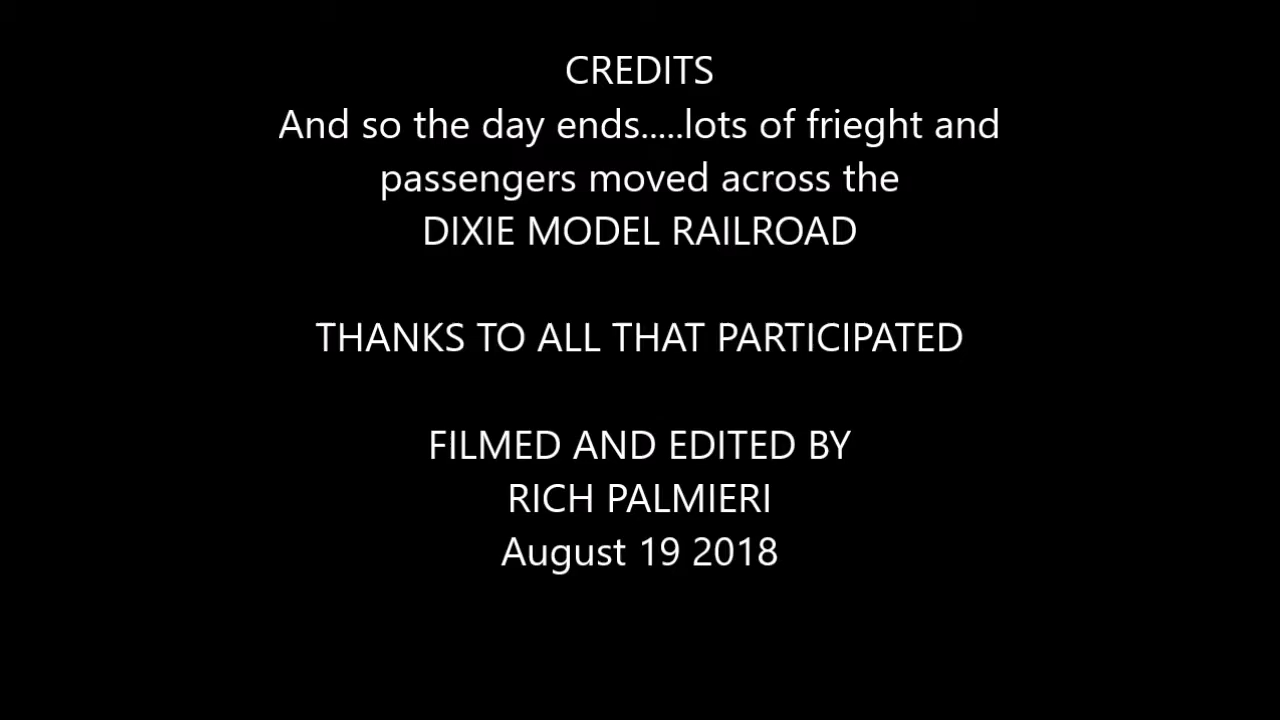 CREDITS
And so the day ends.....lots of frieght and
passengers moved across the
DIXIE MODEL RAILROAD
THANKS TO ALL THAT PARTICIPATED
FILMED AND EDITED BY
RICH PALMIERI
August 19 2018